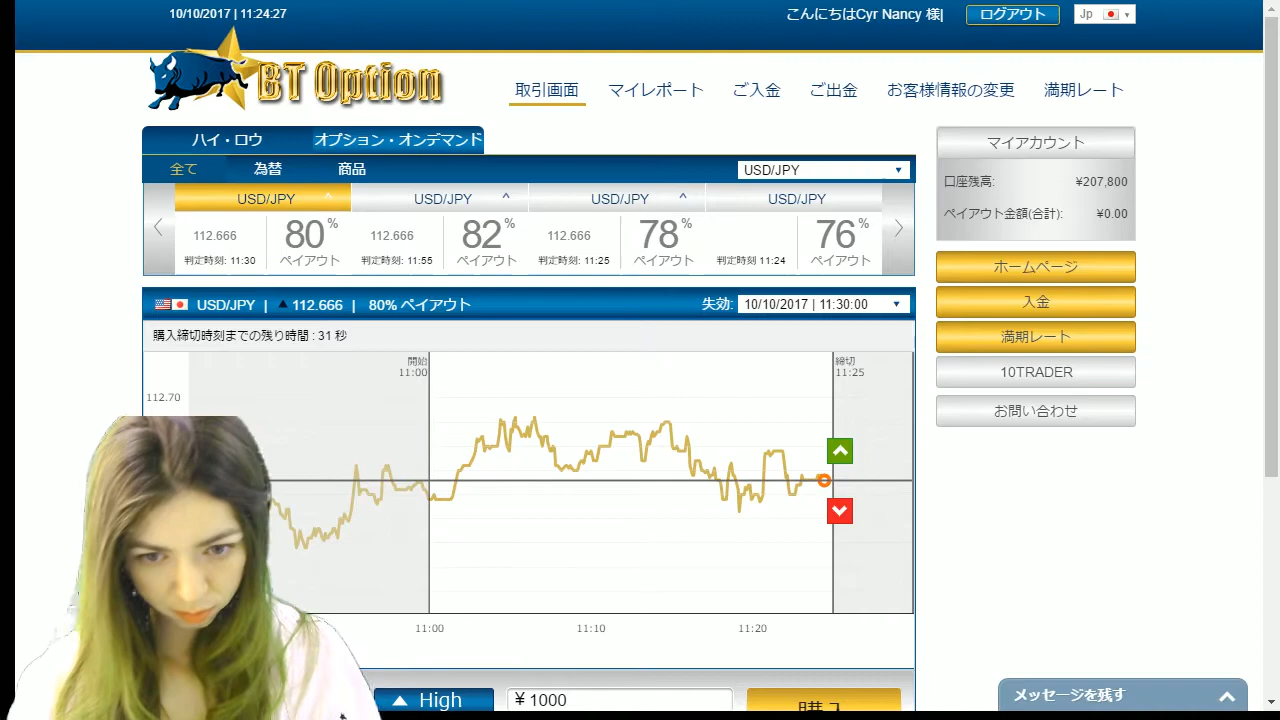 10/10/2017 | 11:24:27
こんにちはCyr Nancy 様|
ログアウト
Jp
BT Option
取引画面
マイレポート
ご入金
ご出金
お客様情報の変更
満期レート
ハイ・ロウ
オプション・オンデマンド
全て
為替
商品
USD/JPY
USD/JPY
USD/JPY
USD/JPY
USD/JPY
112.666
80%
判定時刻: 11:30
ペイアウト
112.666
82%
判定時刻: 11:55
ペイアウト
112.666
78%
判定時刻: 11:25
ペイアウト
76%
判定時刻 11:24
ペイアウト
USD/JPY | 112.666 | 80% ペイアウト
失効: 10/10/2017 | 11:30:00
購入締切時刻までの残り時間 : 31 秒
開始
11:00
締切
11:25
112.70
11:00
11:10
11:20
High
¥ 1000
購入
マイアカウント
口座残高: ¥207,800
ペイアウト金額(合計): ¥0.00
ホームページ
入金
満期レート
10TRADER
お問い合わせ
メッセージを残す